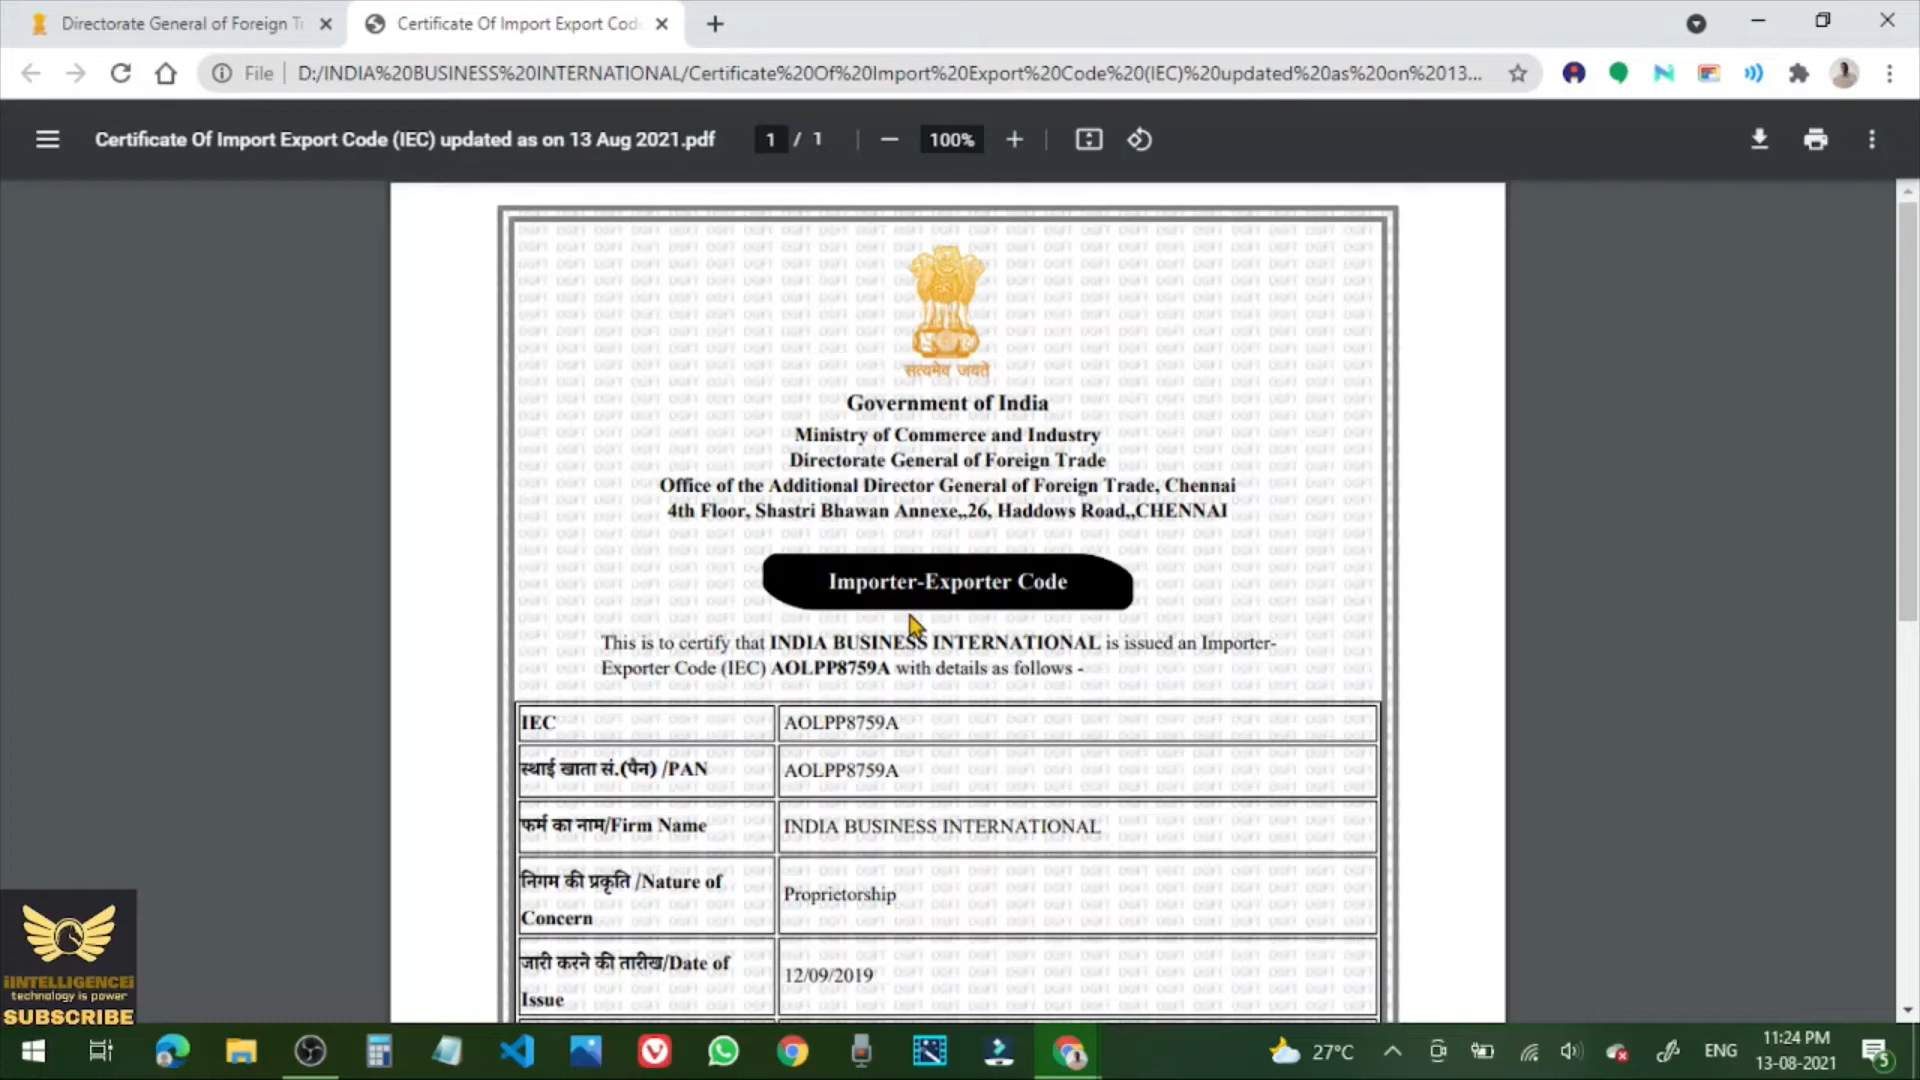 Directorate General of Foreign T
Certificate Of Import Export Cod
File
D:/INDIA%20BUSINESS%20INTERNATIONAL/Certificate%20Of%20Import%20Export%20Code%20(IEC)%20updated%20as%20on%2013...
Certificate Of Import Export Code (IEC) updated as on 13 Aug 2021.pdf
1 / 1
100%
सत्यमेव जयते
Government of India
Ministry of Commerce and Industry
Directorate General of Foreign Trade
Office of the Additional Director General of Foreign Trade, Chennai
4th Floor, Shastri Bhawan Annexe,,26, Haddows Road,,CHENNAI
Importer-Exporter Code
This is to certify that INDIA BUSINESS INTERNATIONAL is issued an Importer-
Exporter Code (IEC) AOLPP8759A with details as follows -
IEC AOLPP8759A
स्थाई खाता सं.(पैन) /PAN AOLPP8759A
फर्म का नाम/Firm Name INDIA BUSINESS INTERNATIONAL
निगम की प्रकृति /Nature of
Concern
Proprietorship
जारी करने की तारीख/Date of
Issue
12/09/2019
iINTELLIGENCEi
technology is power
SUBSCRIBE
27°C
ENG
11:24 PM
13-08-2021
5